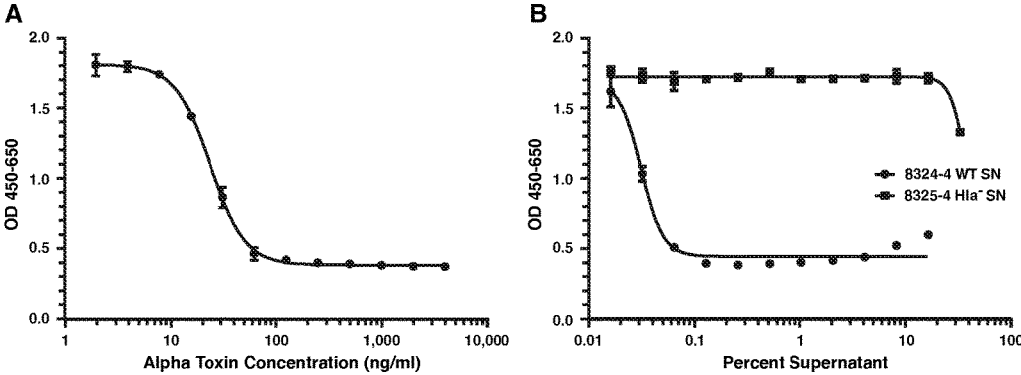 A
2.0
1.5
1.0
0.5
0.0
OD 450-650
1 10 100 1,000 10,000
Alpha Toxin Concentration (ng/ml)
B
2.0
1.5
1.0
0.5
0.0
OD 450-650
8324-4 WT SN
8325-4 Hla⁻ SN
0.01 0.1 1 10 100
Percent Supernatant